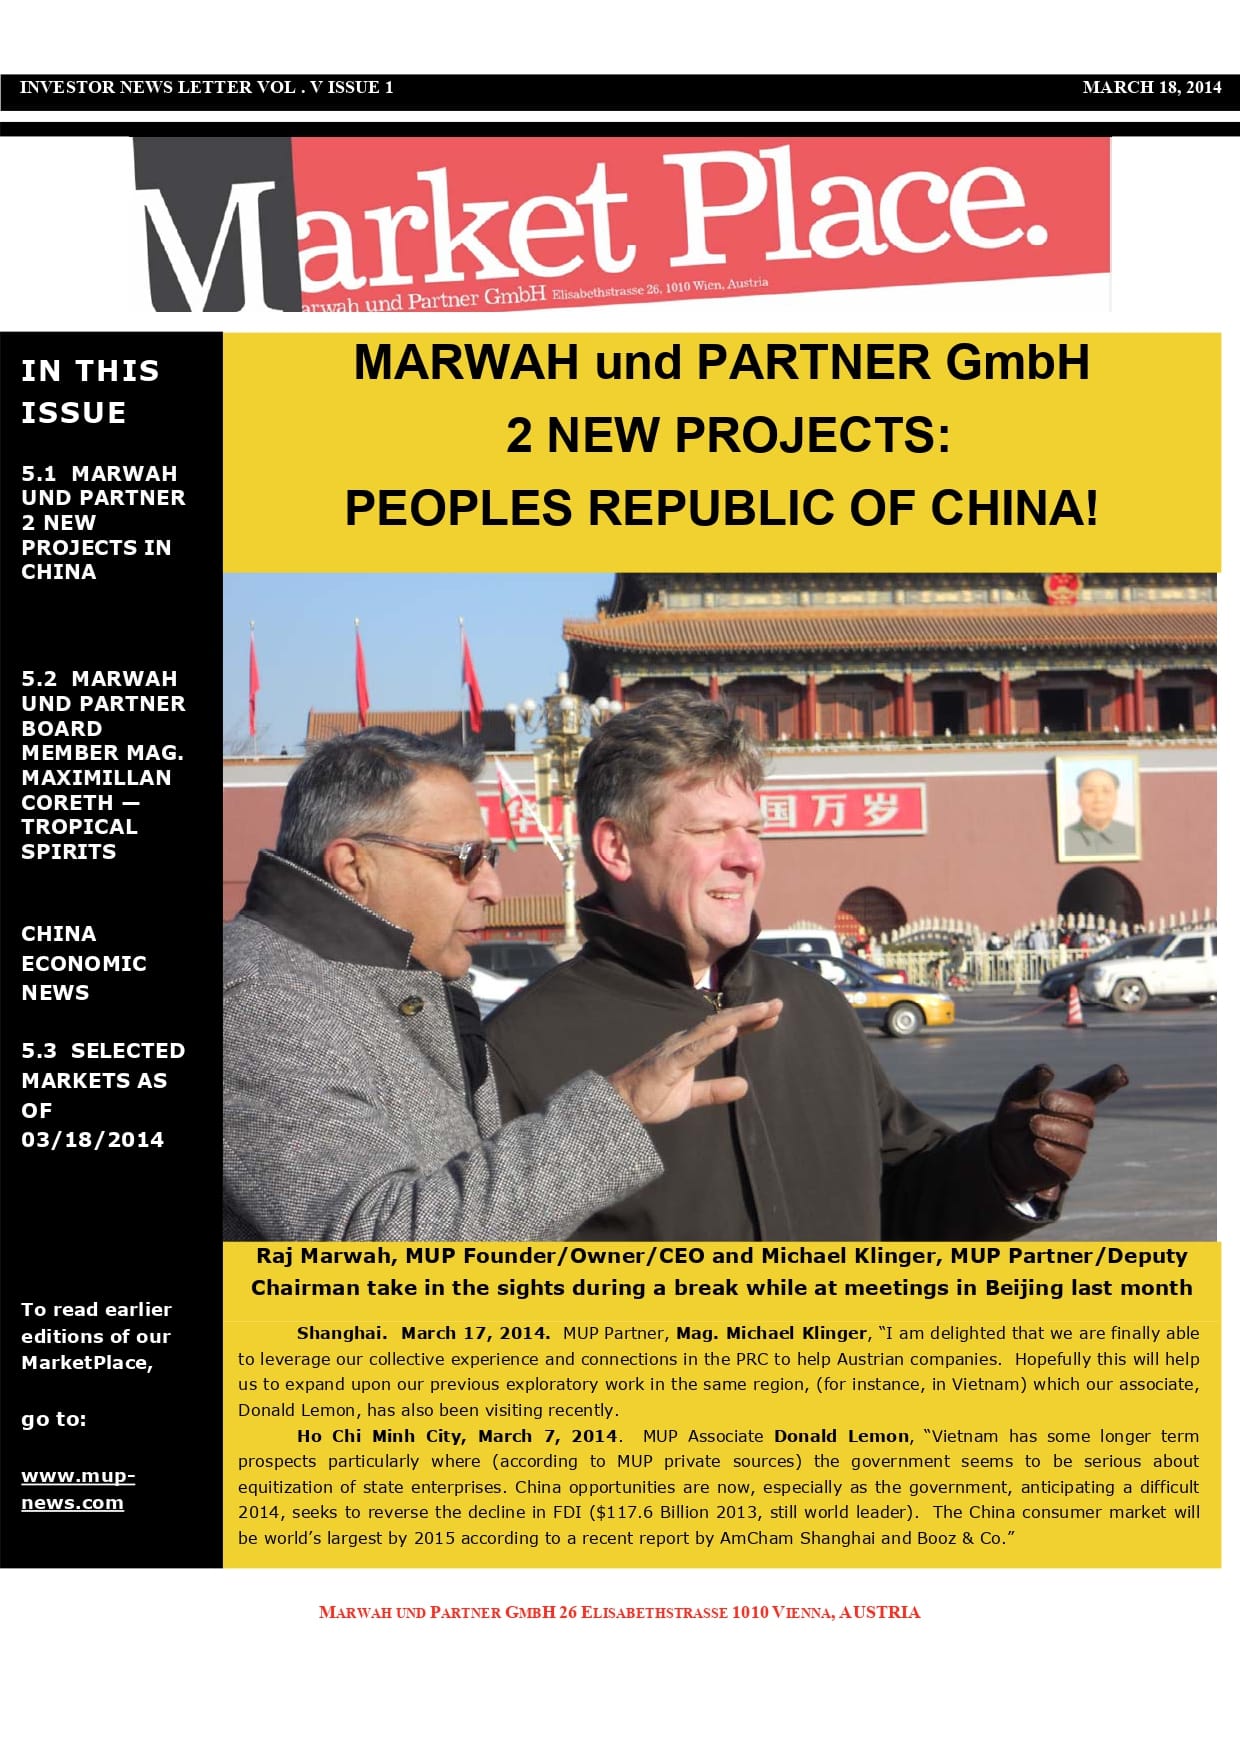 INVESTOR NEWS LETTER VOL . V ISSUE 1
MARCH 18, 2014
Market Place.
arwah und Partner GmbH Elisabethstrasse 26, 1010 Wien, Austria
IN THIS
ISSUE
5.1 MARWAH
UND PARTNER
2 NEW
PROJECTS IN
CHINA
5.2 MARWAH
UND PARTNER
BOARD
MEMBER MAG.
MAXIMILLAN
CORETH —
TROPICAL
SPIRITS
CHINA
ECONOMIC
NEWS
5.3 SELECTED
MARKETS AS
OF
03/18/2014
To read earlier
editions of our
MarketPlace,
go to:
www.mup-
news.com
MARWAH und PARTNER GmbH
2 NEW PROJECTS:
PEOPLES REPUBLIC OF CHINA!
华
国万岁
Raj Marwah, MUP Founder/Owner/CEO and Michael Klinger, MUP Partner/Deputy
Chairman take in the sights during a break while at meetings in Beijing last month
Shanghai. March 17, 2014. MUP Partner, Mag. Michael Klinger, “I am delighted that we are finally able
to leverage our collective experience and connections in the PRC to help Austrian companies. Hopefully this will help
us to expand upon our previous exploratory work in the same region, (for instance, in Vietnam) which our associate,
Donald Lemon, has also been visiting recently.
Ho Chi Minh City, March 7, 2014. MUP Associate Donald Lemon, “Vietnam has some longer term
prospects particularly where (according to MUP private sources) the government seems to be serious about
equitization of state enterprises. China opportunities are now, especially as the government, anticipating a difficult
2014, seeks to reverse the decline in FDI ($117.6 Billion 2013, still world leader). The China consumer market will
be world’s largest by 2015 according to a recent report by AmCham Shanghai and Booz & Co.”
MARWAH UND PARTNER GMBH 26 ELISABETHSTRASSE 1010 VIENNA, AUSTRIA